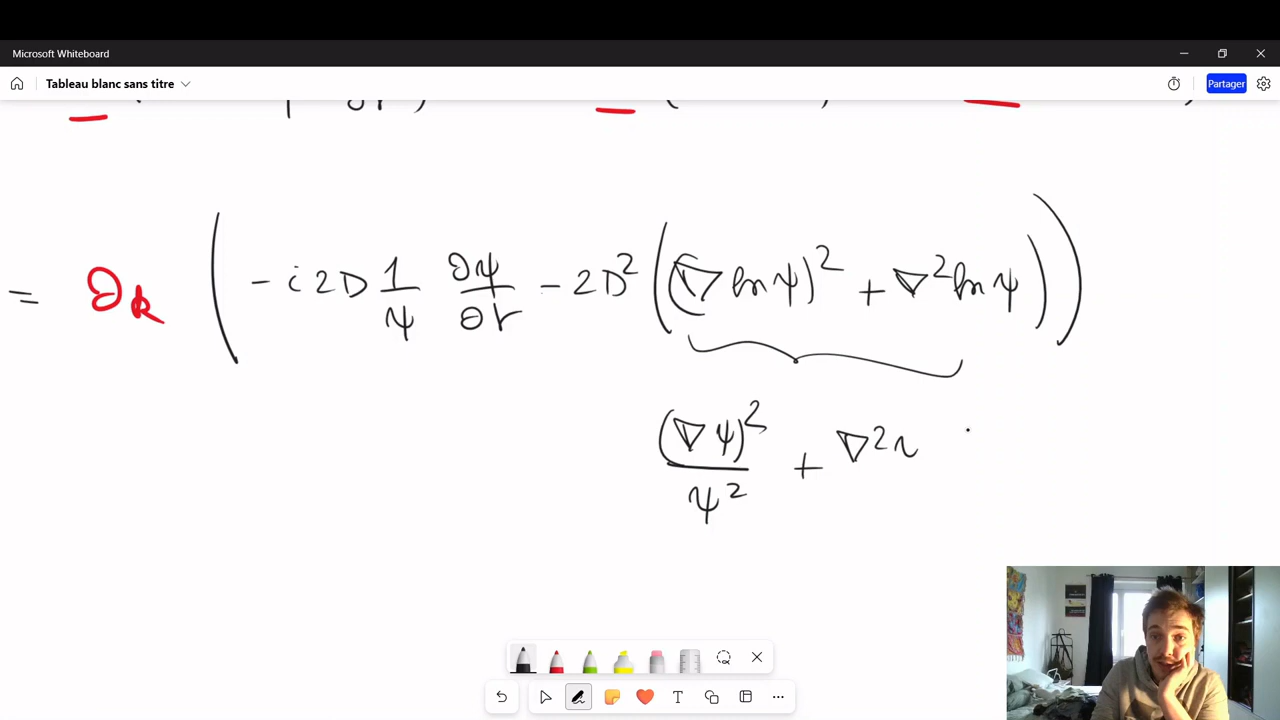 Microsoft Whiteboard
Tableau blanc sans titre
Partager
= ∂k ( - i 2D 1/ψ ∂ψ/∂r - 2D² ( (∇ ln ψ)² + ∇² ln ψ ) )
(∇ψ)²/ψ² + ∇²
T